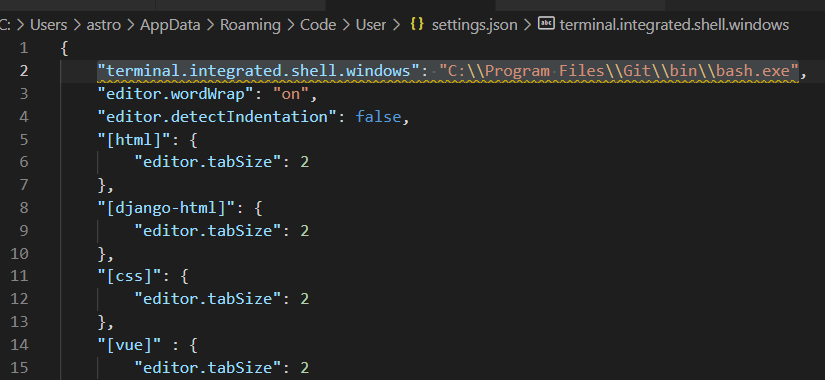 C: > Users > astro > AppData > Roaming > Code > User > {} settings.json > abc terminal.integrated.shell.windows
1 {
2 "terminal.integrated.shell.windows": "C:\\Program Files\\Git\\bin\\bash.exe",
3 "editor.wordWrap": "on",
4 "editor.detectIndentation": false,
5 "[html]": {
6 "editor.tabSize": 2
7 },
8 "[django-html]": {
9 "editor.tabSize": 2
10 },
11 "[css]": {
12 "editor.tabSize": 2
13 },
14 "[vue]" : {
15 "editor.tabSize": 2